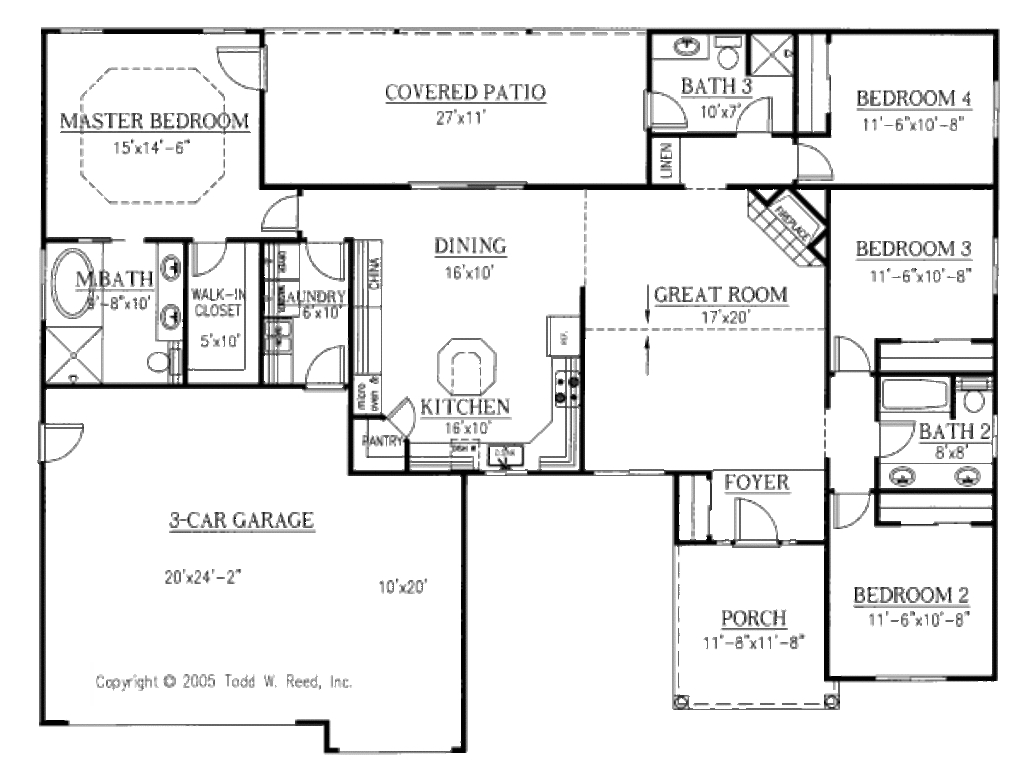 MASTER BEDROOM
15'x14'-6"
COVERED PATIO
27'x11'
BATH 3
10'x7'
LINEN
BEDROOM 4
11'-6"x10'-8"
DINING
16'x10'
CHINA
FIREPLACE
BEDROOM 3
11'-6"x10'-8"
M.BATH
8'-8"x10'
WALK-IN
CLOSET
5'x10'
DRYER
WASHER
LAUNDRY
6'x10'
GREAT ROOM
17'x20'
REF.
micro
oven &
KITCHEN
16'x10'
PANTRY
DISH W.
BATH 2
8'x8'
FOYER
3-CAR GARAGE
20'x24'-2"
10'x20'
BEDROOM 2
11'-6"x10'-8"
PORCH
11'-8"x11'-8"
Copyright © 2005 Todd W. Reed, Inc.